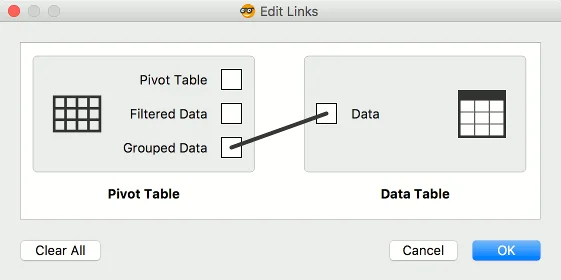 Edit Links
Pivot Table
Filtered Data
Grouped Data
Data
Pivot Table
Data Table
Clear All
Cancel
OK